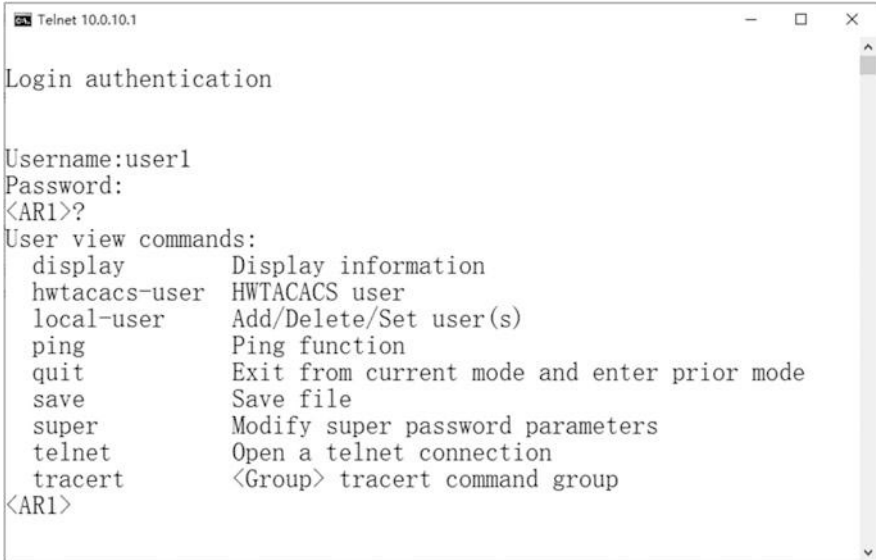 Telnet 10.0.10.1
Login authentication
Username:user1
Password:
<AR1>?
User view commands:
display Display information
hwtacacs-user HWTACACS user
local-user Add/Delete/Set user(s)
ping Ping function
quit Exit from current mode and enter prior mode
save Save file
super Modify super password parameters
telnet Open a telnet connection
tracert <Group> tracert command group
<AR1>